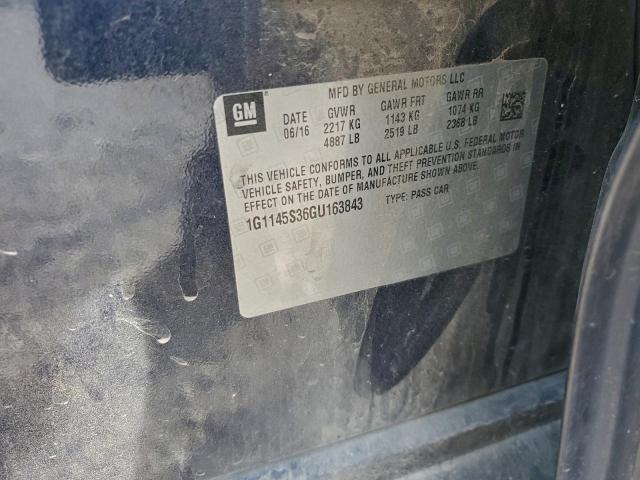 MFD BY GENERAL MOTORS LLC
GM
DATE GVWR GAWR FRT GAWR RR
06/16 2217 KG 1143 KG 1074 KG
4887 LB 2519 LB 2368 LB
THIS VEHICLE CONFORMS TO ALL APPLICABLE U.S. FEDERAL MOTOR
VEHICLE SAFETY, BUMPER, AND THEFT PREVENTION STANDARDS IN
EFFECT ON THE DATE OF MANUFACTURE SHOWN ABOVE.
1G1145S36GU163843 TYPE: PASS CAR